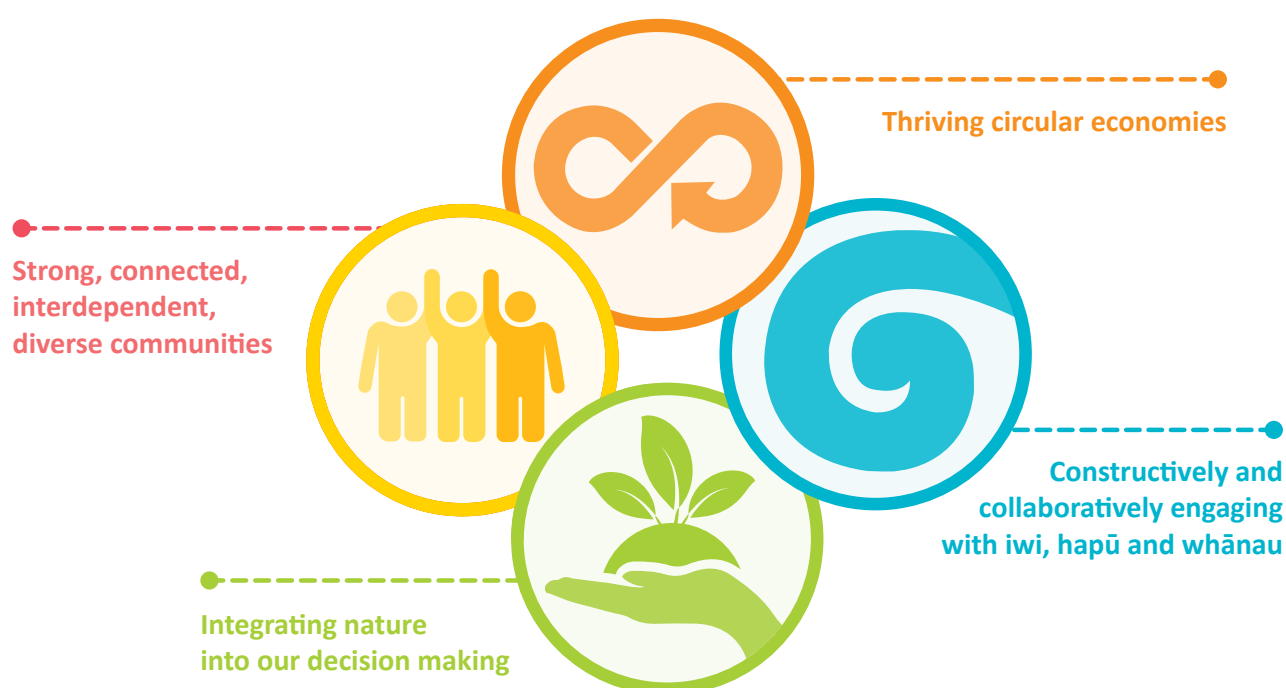 Thriving circular economies
Strong, connected,
interdependent,
diverse communities
Constructively and
collaboratively engaging
with iwi, hapū and whānau
Integrating nature
into our decision making